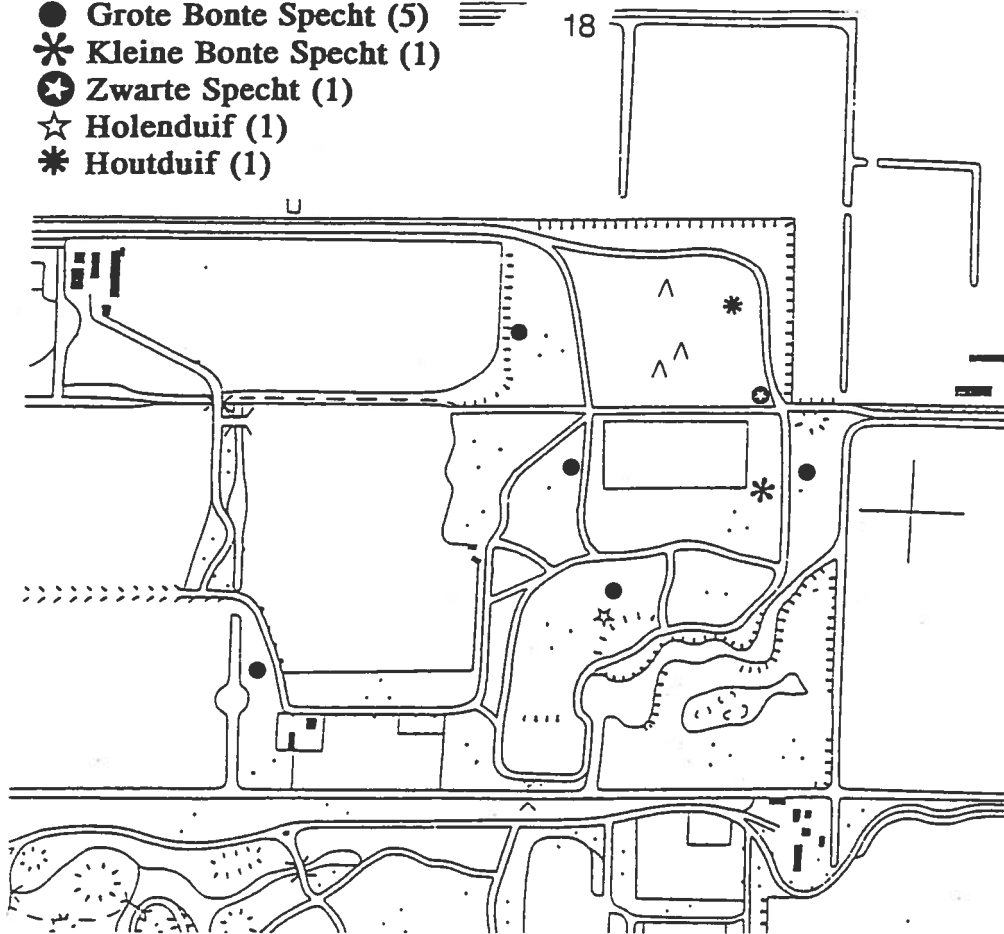 Grote Bonte Specht (5)
18
Kleine Bonte Specht (1)
Zwarte Specht (1)
Holenduif (1)
Houtduif (1)